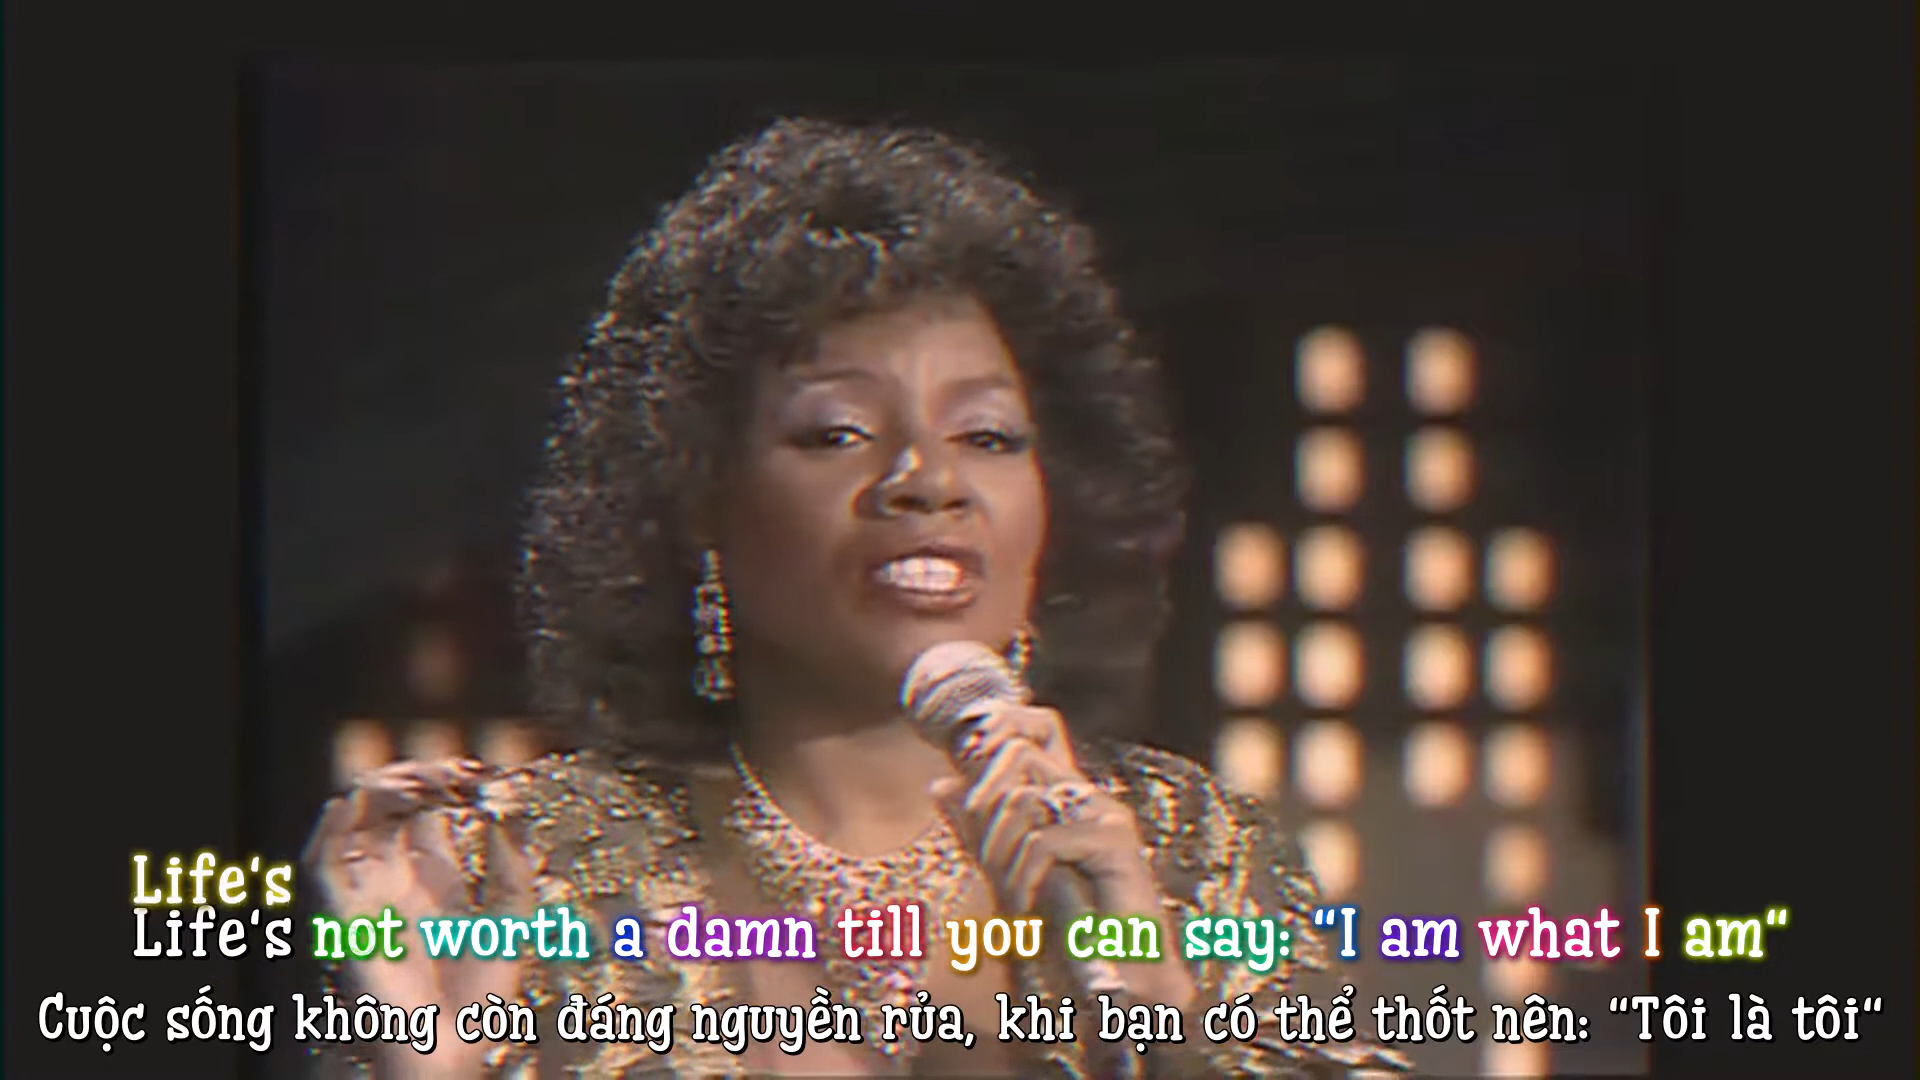 Life's
Life's not worth a damn till you can say: “I am what I am“
Cuộc sống không còn đáng nguyền rủa, khi bạn có thể thốt nên: “Tôi là tôi“